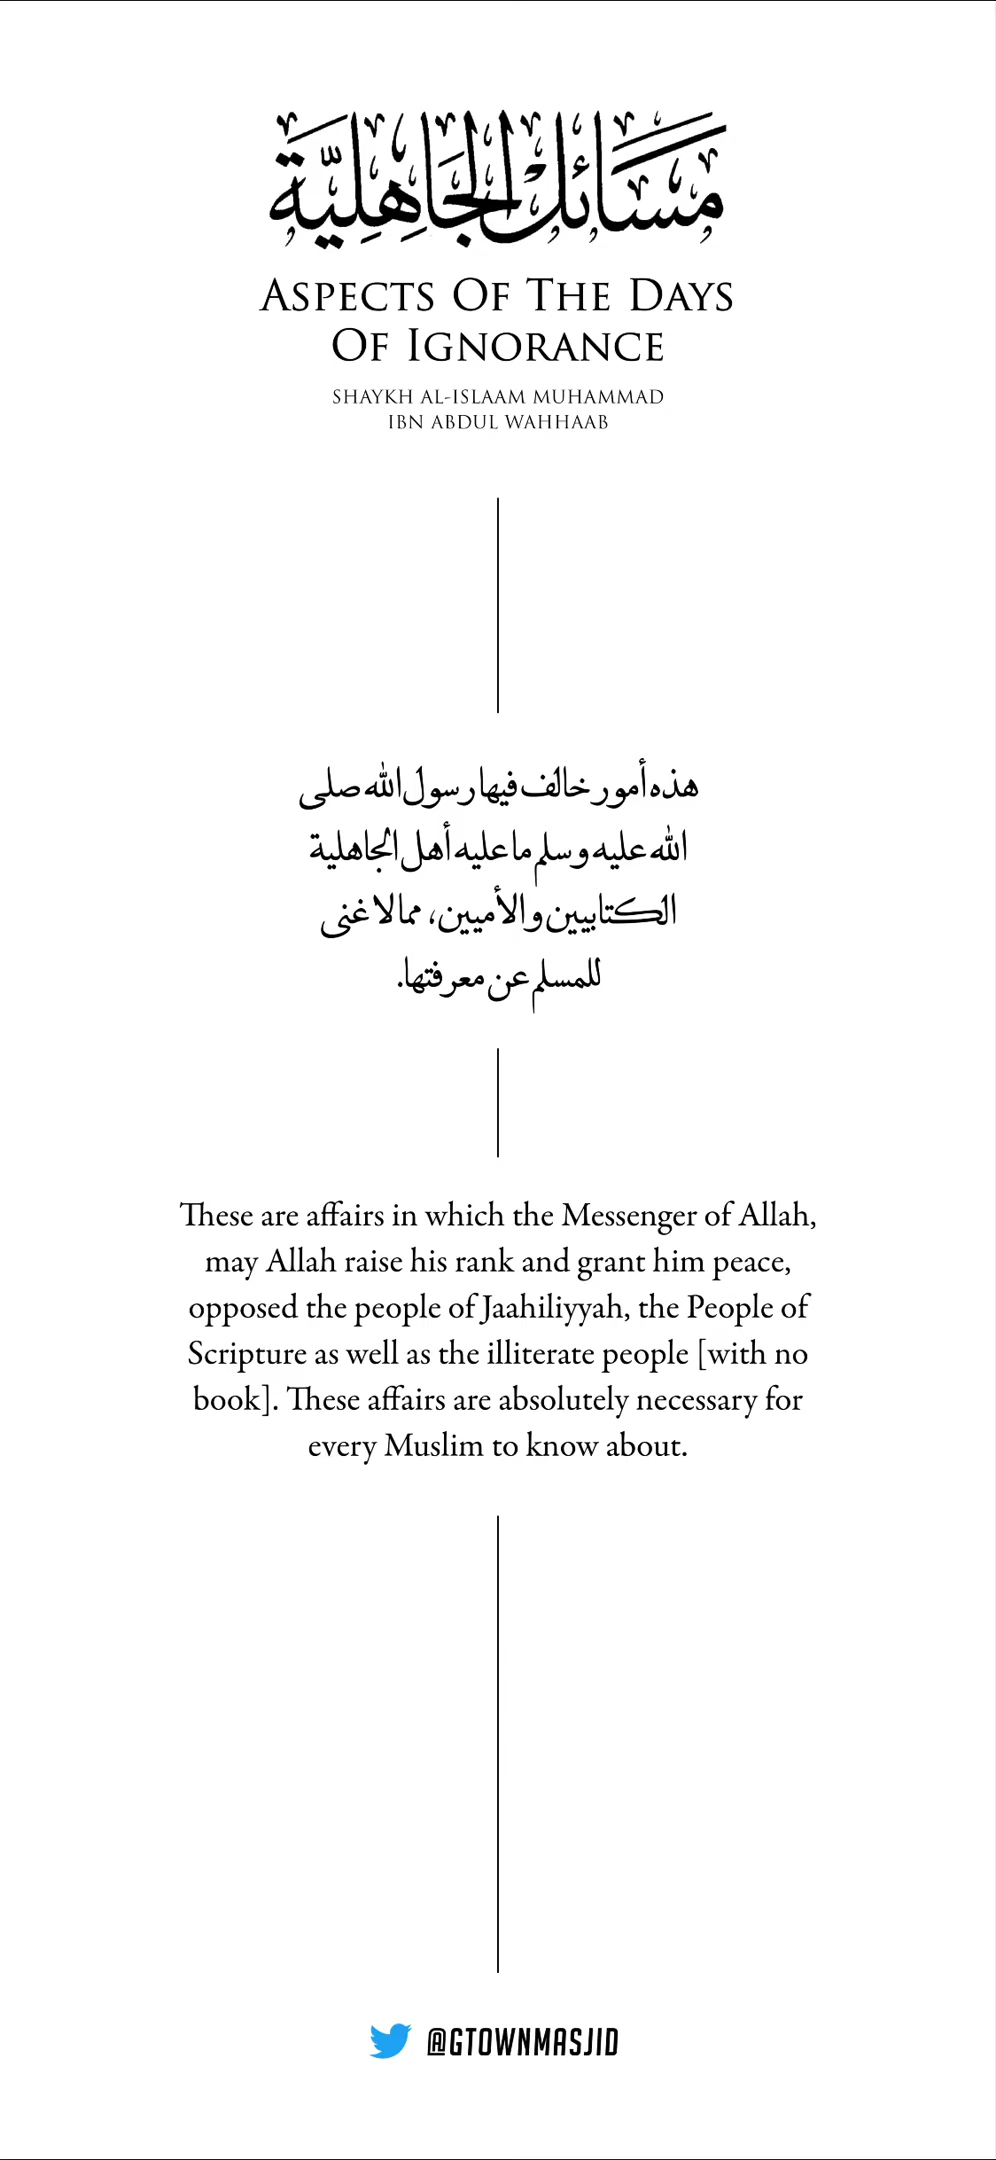 مَسَائِلُ الْجَاهِلِيَّةِ
ASPECTS OF THE DAYS
OF IGNORANCE
SHAYKH AL-ISLAAM MUHAMMAD
IBN ABDUL WAHHAAB
هذه أمور خالف فيها رسول الله صلى
الله عليه وسلم ما عليه أهل الجاهلية
الكتابيين والأميين، مما لا غنى
للمسلم عن معرفتها.
These are affairs in which the Messenger of Allah,
may Allah raise his rank and grant him peace,
opposed the people of Jaahiliyyah, the People of
Scripture as well as the illiterate people [with no
book]. These affairs are absolutely necessary for
every Muslim to know about.
@GTOWNMASJID